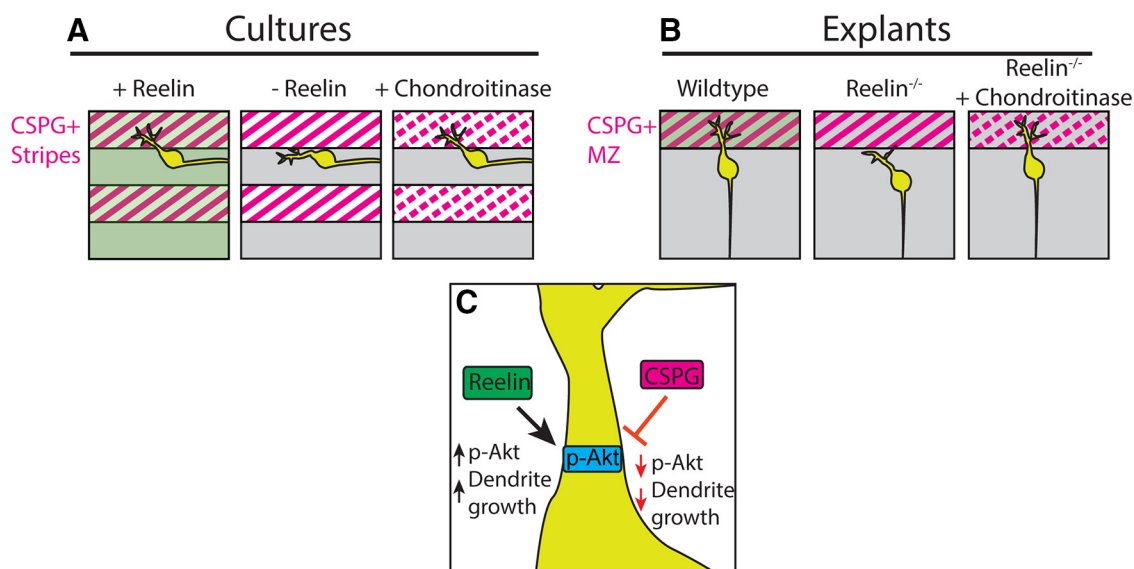 A
Cultures
+ Reelin
- Reelin
+ Chondroitinase
CSPG+
Stripes
B
Explants
Wildtype
Reelin-/-
Reelin-/-
+ Chondroitinase
CSPG+
MZ
C
Reelin
CSPG
p-Akt
p-Akt
Dendrite
growth
p-Akt
Dendrite
growth